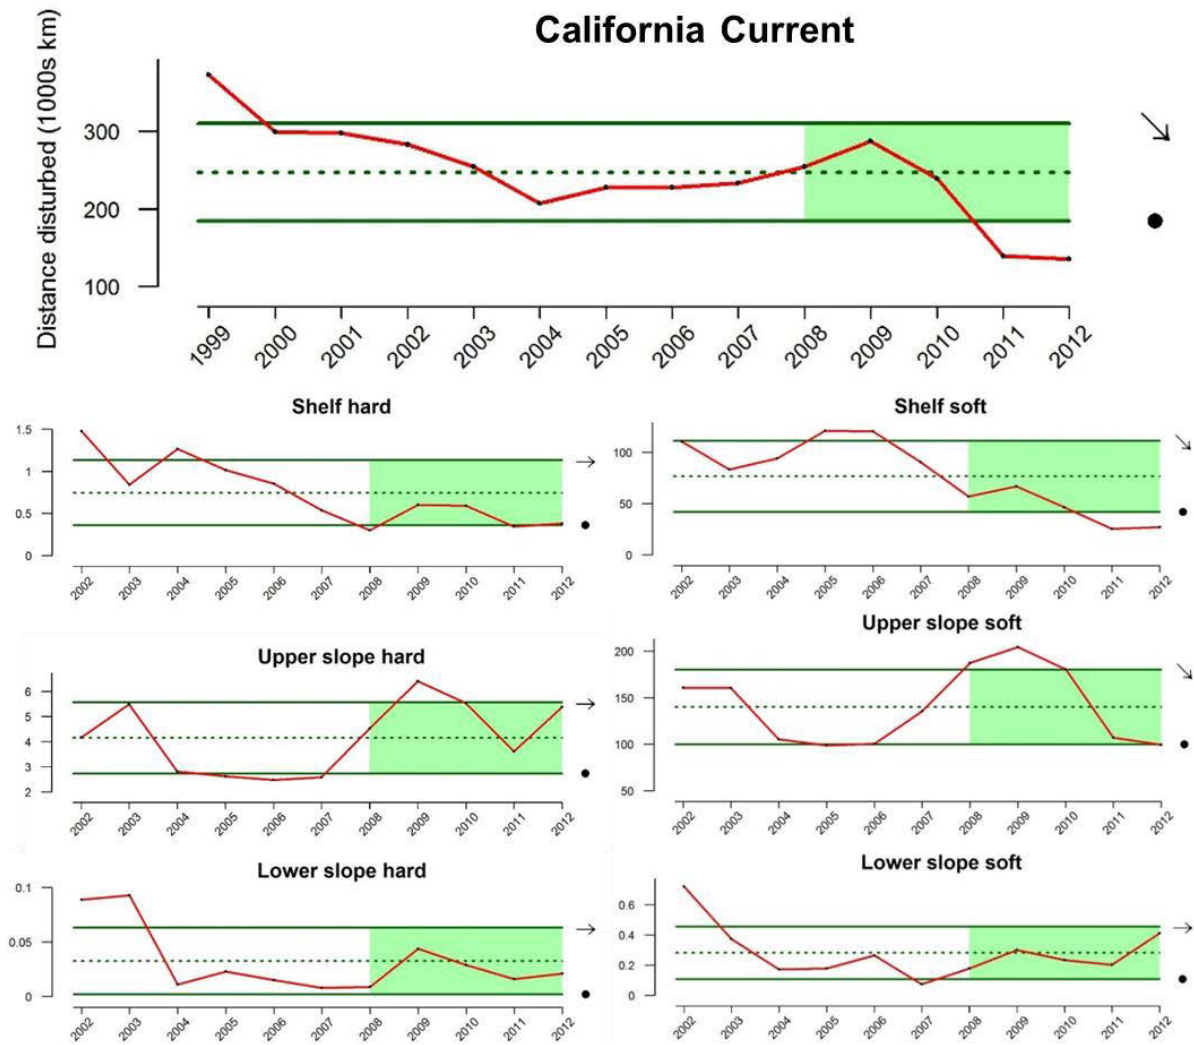 California Current
Distance disturbed (1000s km)
300
200
100
1999 2000 2001 2002 2003 2004 2005 2006 2007 2008 2009 2010 2011 2012
Shelf hard
1.5
1
0.5
0
2002 2003 2004 2005 2006 2007 2008 2009 2010 2011 2012
Shelf soft
100
50
0
2002 2003 2004 2005 2006 2007 2008 2009 2010 2011 2012
Upper slope hard
6
5
4
3
2
2002 2003 2004 2005 2006 2007 2008 2009 2010 2011 2012
Upper slope soft
200
150
100
50
2002 2003 2004 2005 2006 2007 2008 2009 2010 2011 2012
Lower slope hard
0.1
0.05
0
2002 2003 2004 2005 2006 2007 2008 2009 2010 2011 2012
Lower slope soft
0.6
0.4
0.2
0
2002 2003 2004 2005 2006 2007 2008 2009 2010 2011 2012